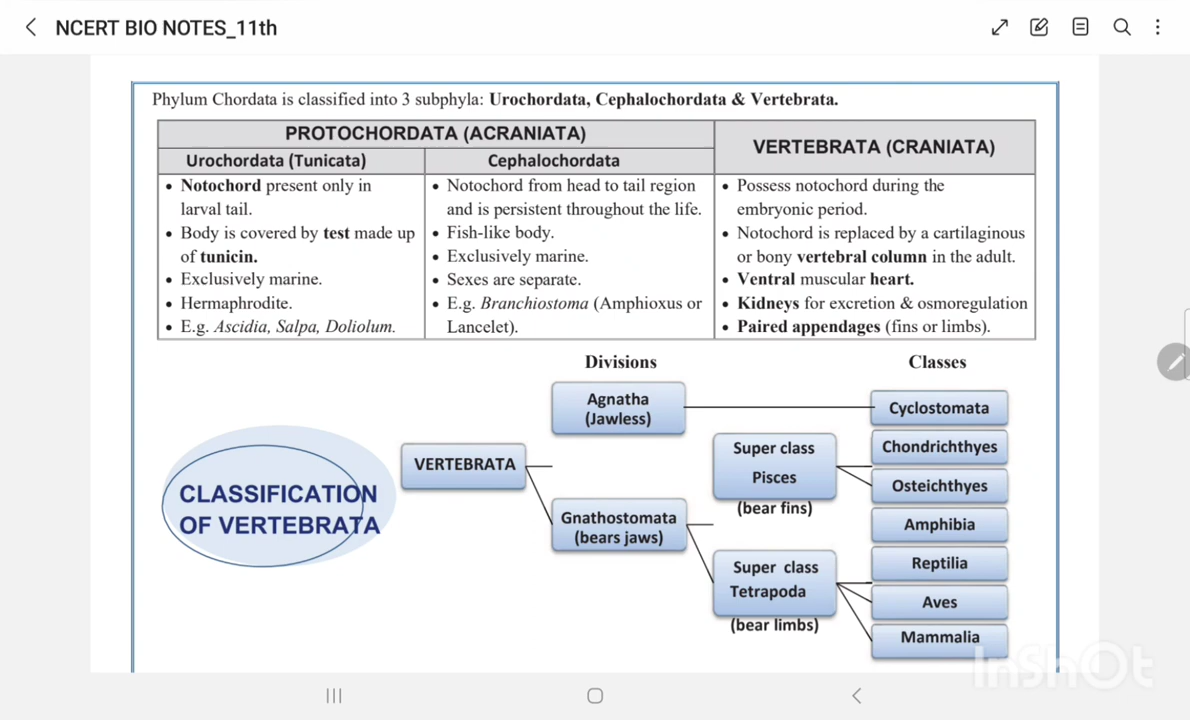 NCERT BIO NOTES_11th
Phylum Chordata is classified into 3 subphyla: Urochordata, Cephalochordata & Vertebrata.
PROTOCHORDATA (ACRANIATA)
VERTEBRATA (CRANIATA)
Urochordata (Tunicata)
Cephalochordata
• Notochord present only in
larval tail.
• Body is covered by test made up
of tunicin.
• Exclusively marine.
• Hermaphrodite.
• E.g. Ascidia, Salpa, Doliolum.
• Notochord from head to tail region
and is persistent throughout the life.
• Fish-like body.
• Exclusively marine.
• Sexes are separate.
• E.g. Branchiostoma (Amphioxus or
Lancelet).
• Possess notochord during the
embryonic period.
• Notochord is replaced by a cartilaginous
or bony vertebral column in the adult.
• Ventral muscular heart.
• Kidneys for excretion & osmoregulation
• Paired appendages (fins or limbs).
Divisions
Classes
CLASSIFICATION
OF VERTEBRATA
VERTEBRATA
Agnatha
(Jawless)
Gnathostomata
(bears jaws)
Super class
Pisces
(bear fins)
Super class
Tetrapoda
(bear limbs)
Cyclostomata
Chondrichthyes
Osteichthyes
Amphibia
Reptilia
Aves
Mammalia
InShOt